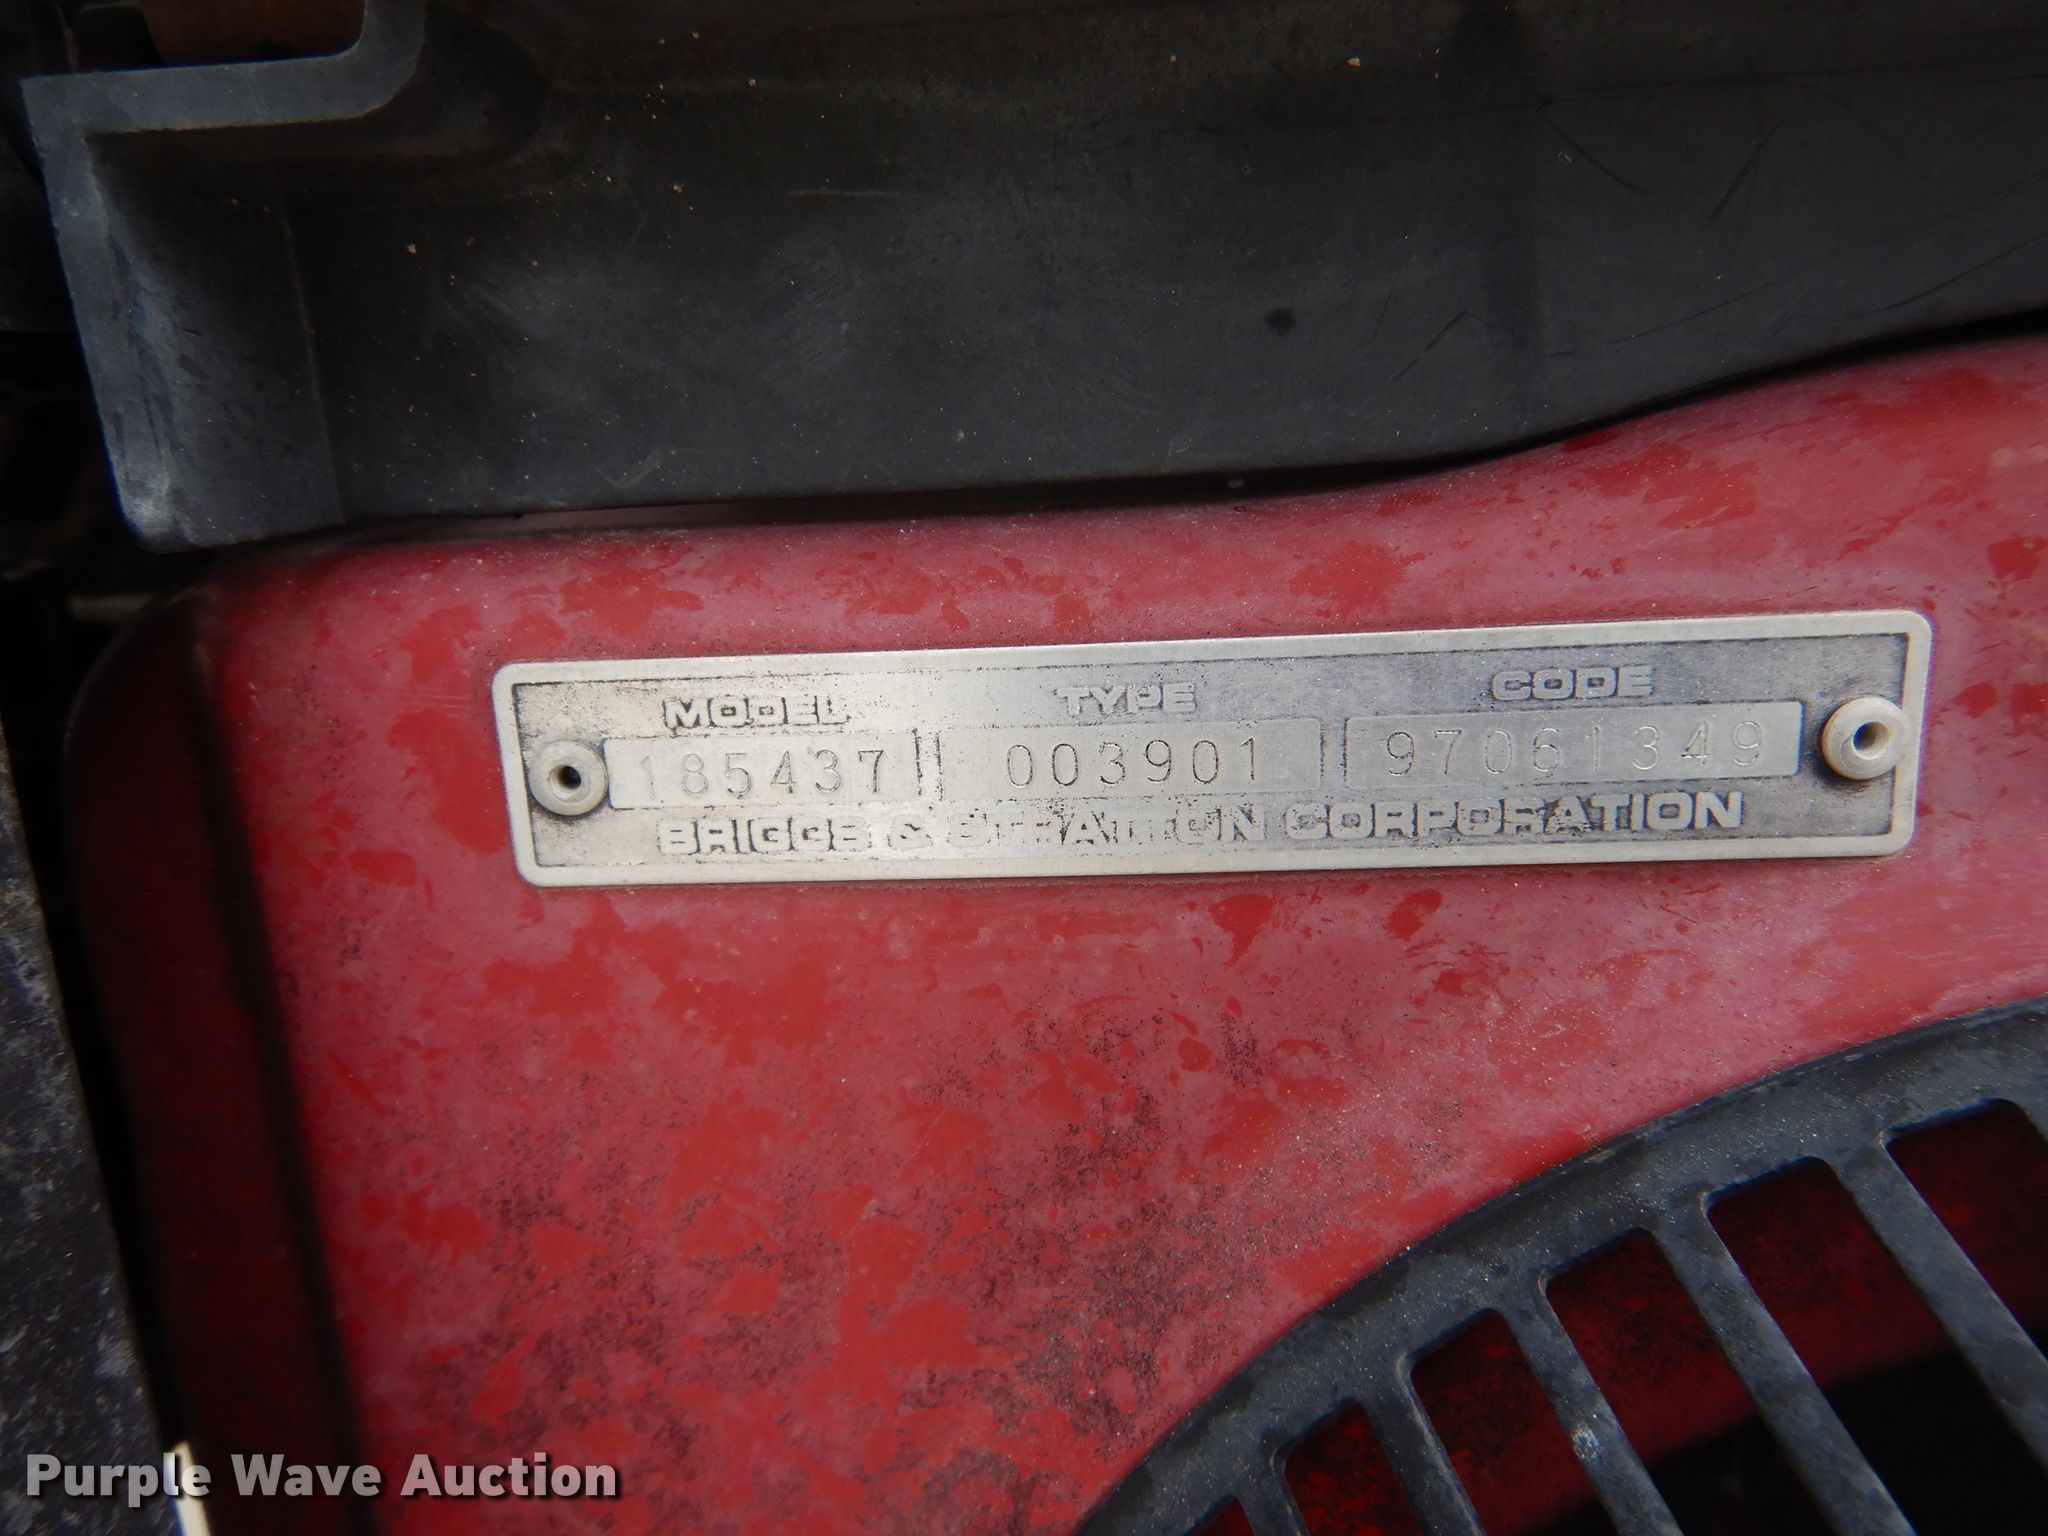 MODEL TYPE CODE
185437 003901 97061349
BRIGGS & STRATTON CORPORATION
Purple Wave Auction